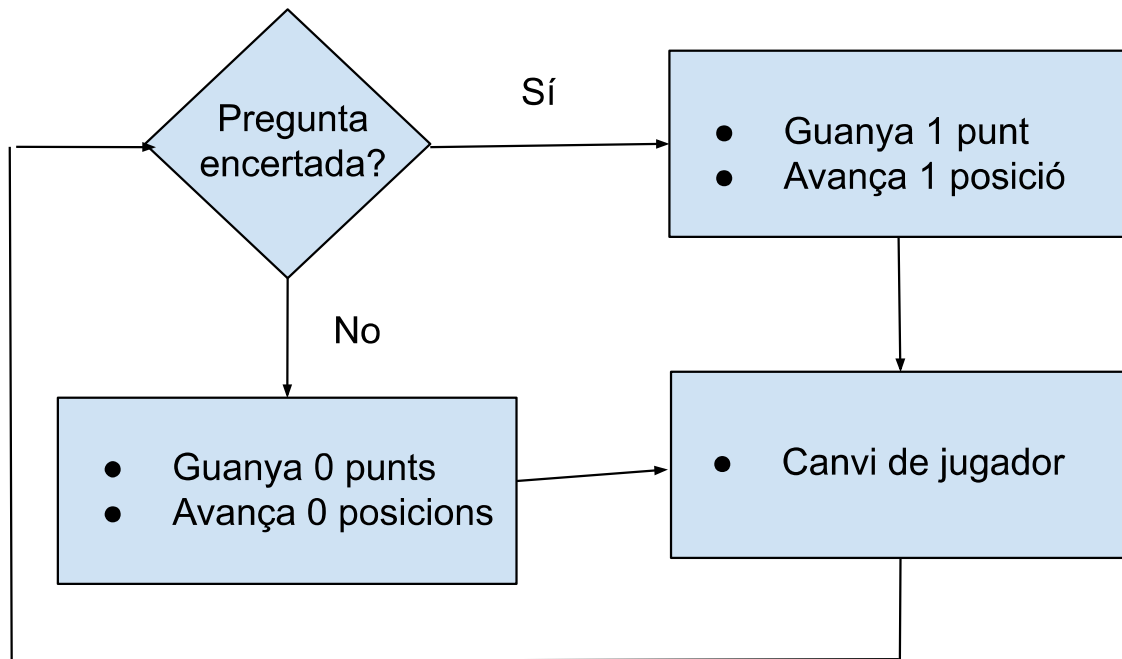 Pregunta
encertada?
Sí
● Guanya 1 punt
● Avança 1 posició
No
● Guanya 0 punts
● Avança 0 posicions
● Canvi de jugador